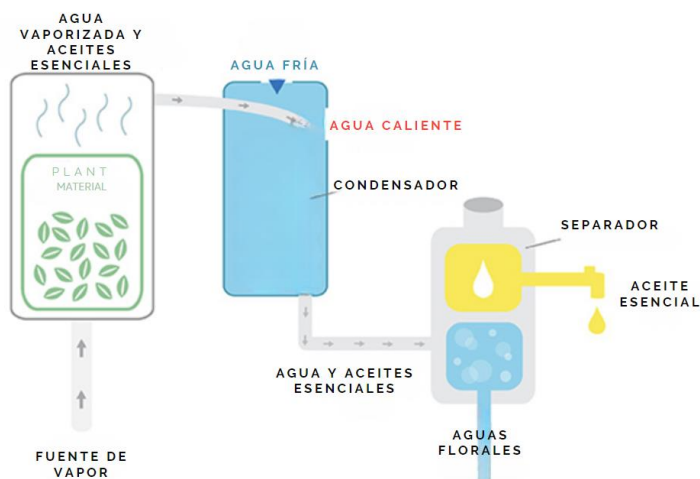 AGUA
VAPORIZADA Y
ACEITES
ESENCIALES
AGUA FRÍA
AGUA CALIENTE
PLANT
MATERIAL
CONDENSADOR
SEPARADOR
ACEITE
ESENCIAL
AGUA Y ACEITES
ESENCIALES
AGUAS
FLORALES
FUENTE DE
VAPOR